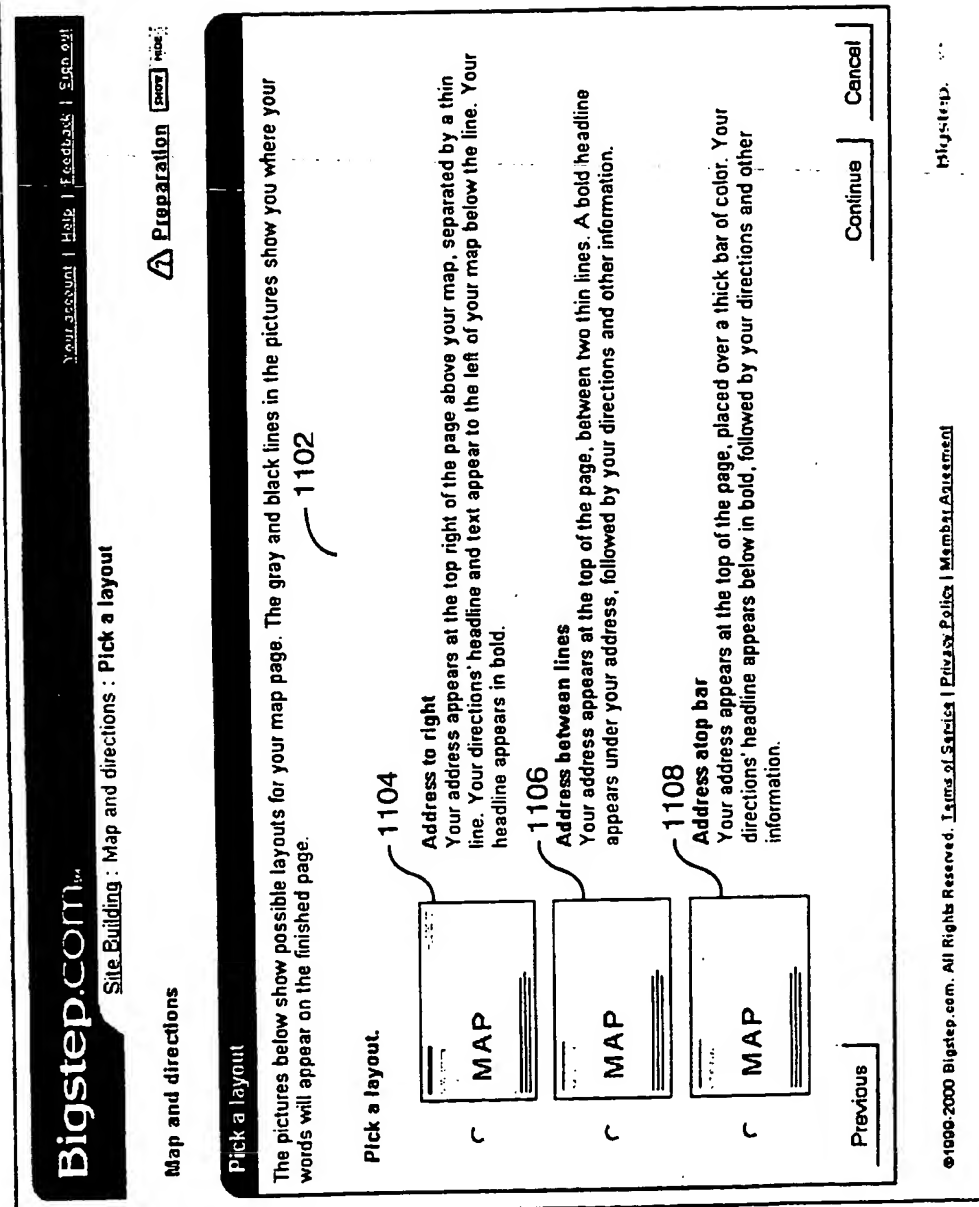 Bigstep.com℠
Your account | Help | Feedback | Sign out
Site Building : Map and directions : Pick a layout
Map and directions
Preparation SHOW HIDE
Pick a layout
The pictures below show possible layouts for your map page. The gray and black lines in the pictures show you where your
words will appear on the finished page.
1102
Pick a layout.
1104
MAP
Address to right
Your address appears at the top right of the page above your map, separated by a thin
line. Your directions' headline and text appear to the left of your map below the line. Your
headline appears in bold.
1106
MAP
Address between lines
Your address appears at the top of the page, between two thin lines. A bold headline
appears under your address, followed by your directions and other information.
1108
MAP
Address atop bar
Your address appears at the top of the page, placed over a thick bar of color. Your
directions' headline appears below in bold, followed by your directions and other
information.
Previous
Continue
Cancel
©1999-2000 Bigstep.com. All Rights Reserved. Terms of Service | Privacy Policy | Member Agreement
Bigstep.